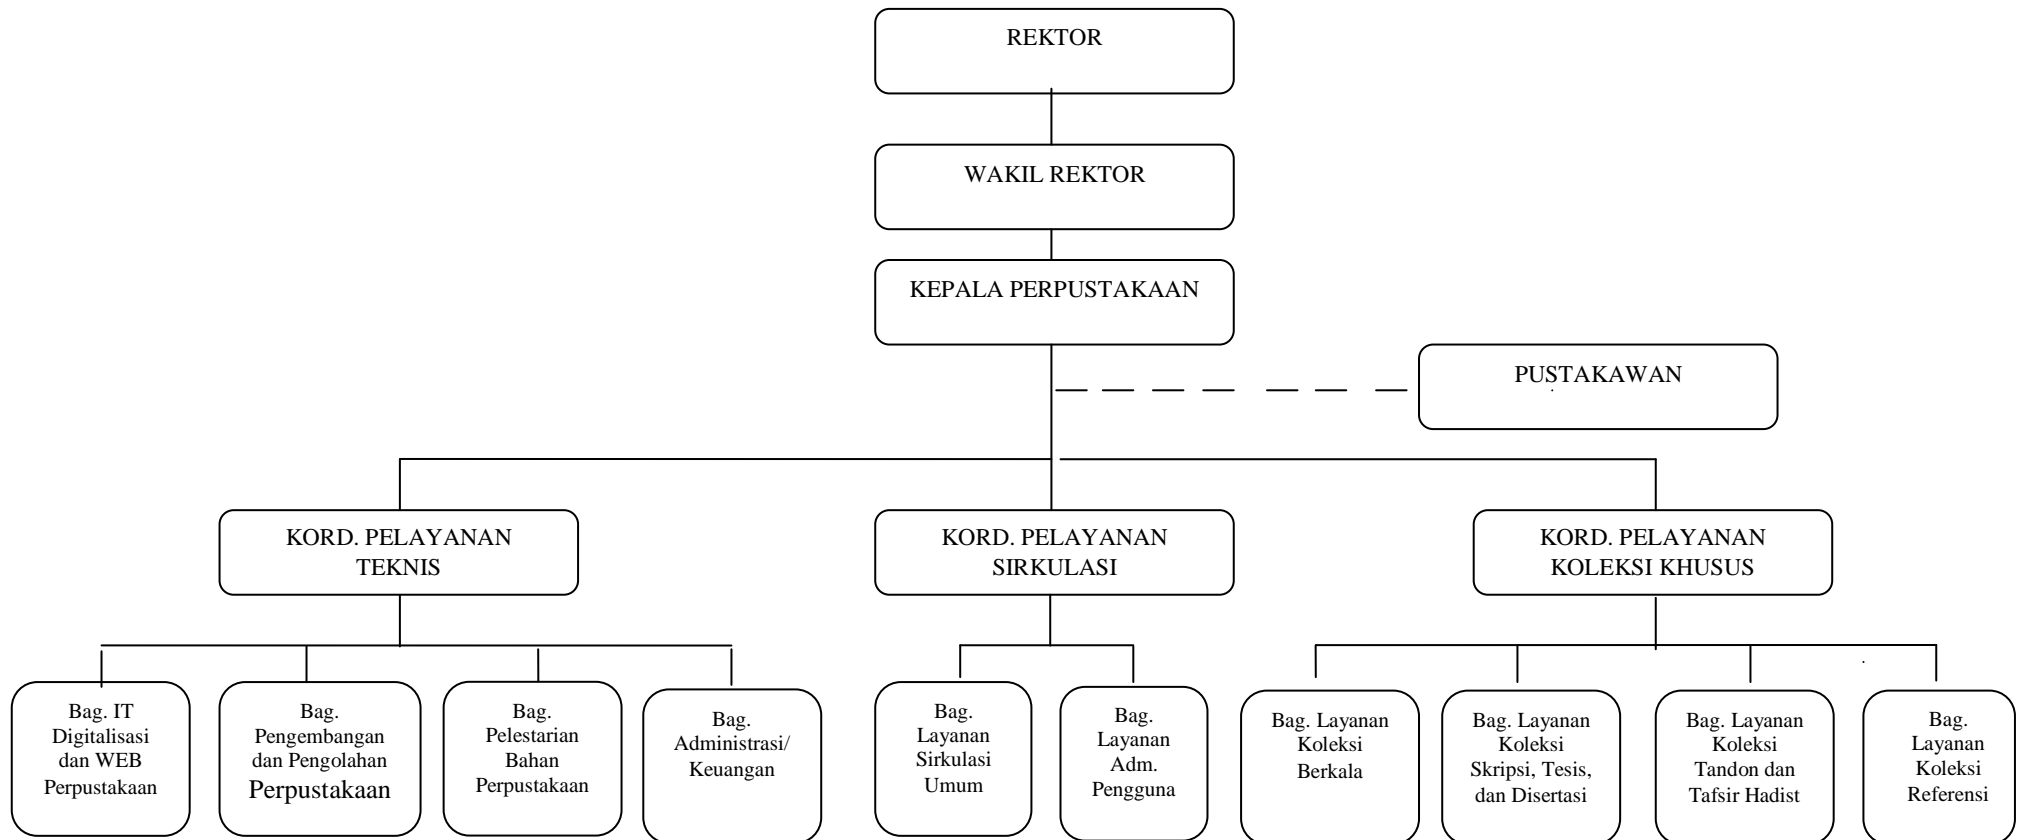 REKTOR
WAKIL REKTOR
KEPALA PERPUSTAKAAN
PUSTAKAWAN
KORD. PELAYANAN
TEKNIS
KORD. PELAYANAN
SIRKULASI
KORD. PELAYANAN
KOLEKSI KHUSUS
Bag. IT
Digitalisasi
dan WEB
Perpustakaan
Bag.
Pengembangan
dan Pengolahan
Perpustakaan
Bag.
Pelestarian
Bahan
Perpustakaan
Bag.
Administrasi/
Keuangan
Bag.
Layanan
Sirkulasi
Umum
Bag.
Layanan
Adm.
Pengguna
Bag. Layanan
Koleksi
Berkala
Bag. Layanan
Koleksi
Skripsi, Tesis,
dan Disertasi
Bag. Layanan
Koleksi
Tandon dan
Tafsir Hadist
Bag.
Layanan
Koleksi
Referensi